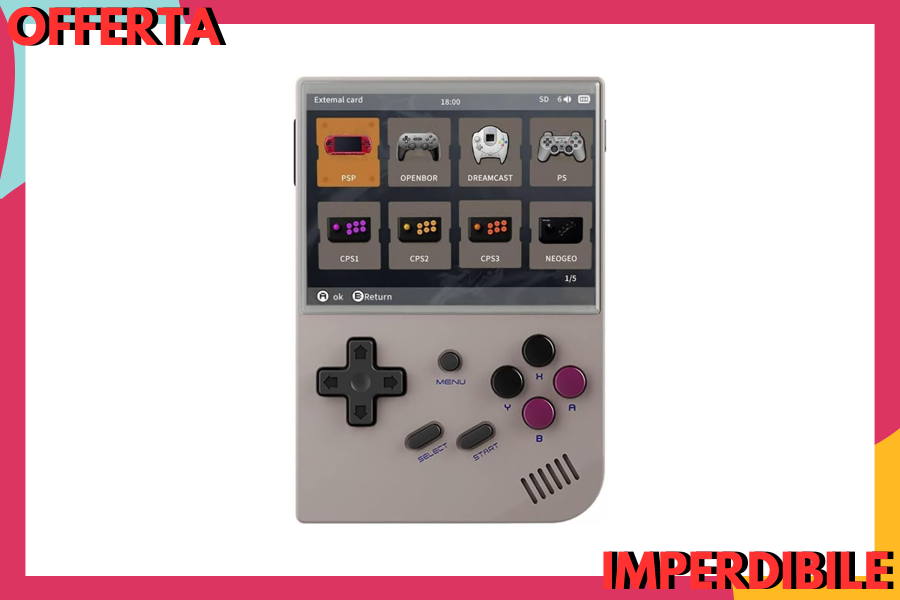 OFFERTA
External card 18:00 SD 6
PSP OPENBOR DREAMCAST PS
CPS1 CPS2 CPS3 NEOGEO
1/5
A ok B Return
MENU
X
Y A
B
SELECT START
IMPERDIBILE